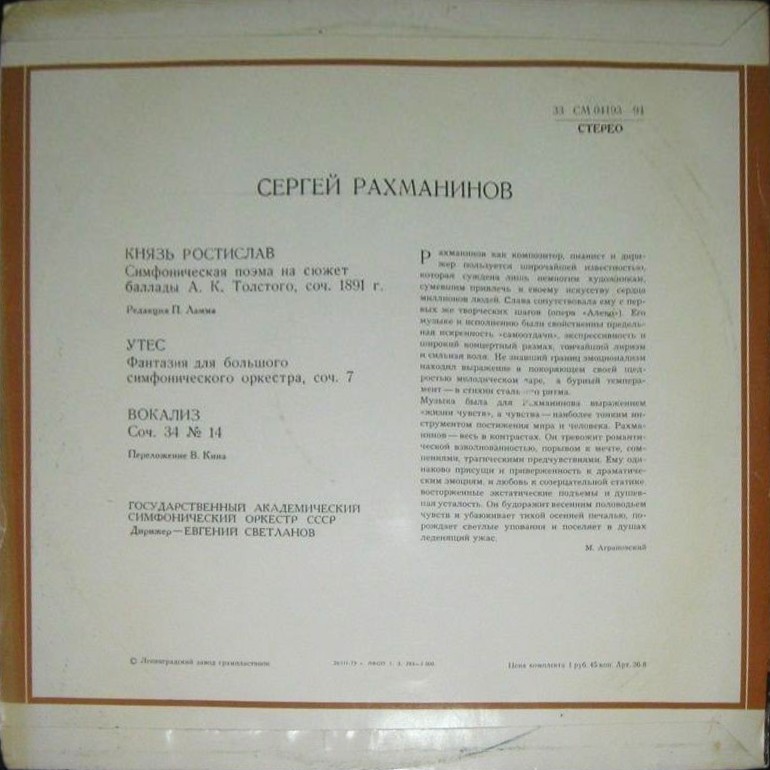 33 СМ 04193—94
СТЕРЕО
СЕРГЕЙ РАХМАНИНОВ
КНЯЗЬ РОСТИСЛАВ
Симфоническая поэма на сюжет
баллады А. К. Толстого, соч. 1891 г.
Редакция П. Ламма
УТЕС
Фантазия для большого
симфонического оркестра, соч. 7
ВОКАЛИЗ
Соч. 34 № 14
Переложение В. Кина
ГОСУДАРСТВЕННЫЙ АКАДЕМИЧЕСКИЙ
СИМФОНИЧЕСКИЙ ОРКЕСТР СССР
Дирижер — ЕВГЕНИЙ СВЕТЛАНОВ
Рахманинов как композитор, пианист и дири-
жер пользуется широчайшей известностью,
которая суждена лишь немногим художникам,
сумевшим привлечь к своему искусству сердца
миллионов людей. Слава сопутствовала ему с пер-
вых же творческих шагов (опера «Алеко»). Его
музыке и исполнению были свойственны предель-
ная искренность, «самоотдачи», экспрессивность и
широкий концертный размах, тончайший лиризм
и сильная воля. Не знавший границ эмоционализм
находил выражение в покоряющем своей щед-
ростью мелодическом даре, а бурный темпера-
мент — в стихии стального ритма.
Музыка была для Рахманинова выражением
«жизни чувств», а чувства — наиболее тонким ин-
струментом постижения мира и человека. Рахма-
нинов — весь в контрастах. Он тревожит романти-
ческой взволнованностью, порывом к мечте, сом-
нениями, трагическими предчувствиями. Ему оди-
наково присущи и приверженность к драматичес-
ким эмоциям, и любовь к созерцательной статике,
восторженные экстатические подъемы и душев-
ная усталость. Он будоражит весенним половодьем
чувств и убаюкивает тихой осенней печалью, по-
рождает светлые упования и поселяет в душах
леденящий ужас.
М. Аграновский
© Ленинградский завод грампластинок
Цена комплекта 1 руб. 45 коп. Арт. 36-8